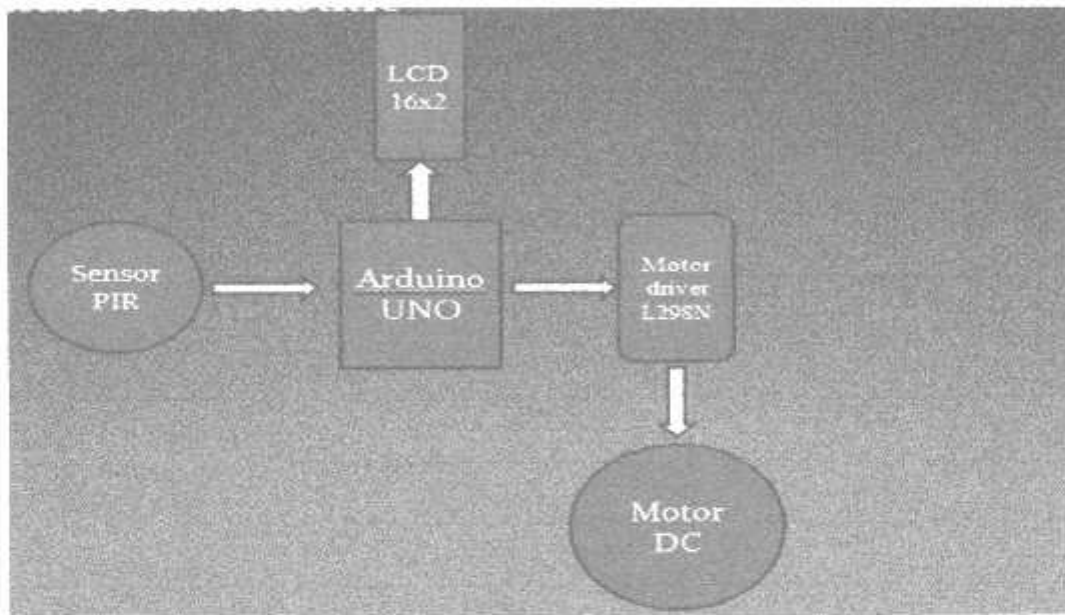 LCD
16x2
Sensor
PIR
Arduino
UNO
Motor
driver
L298N
Motor
DC